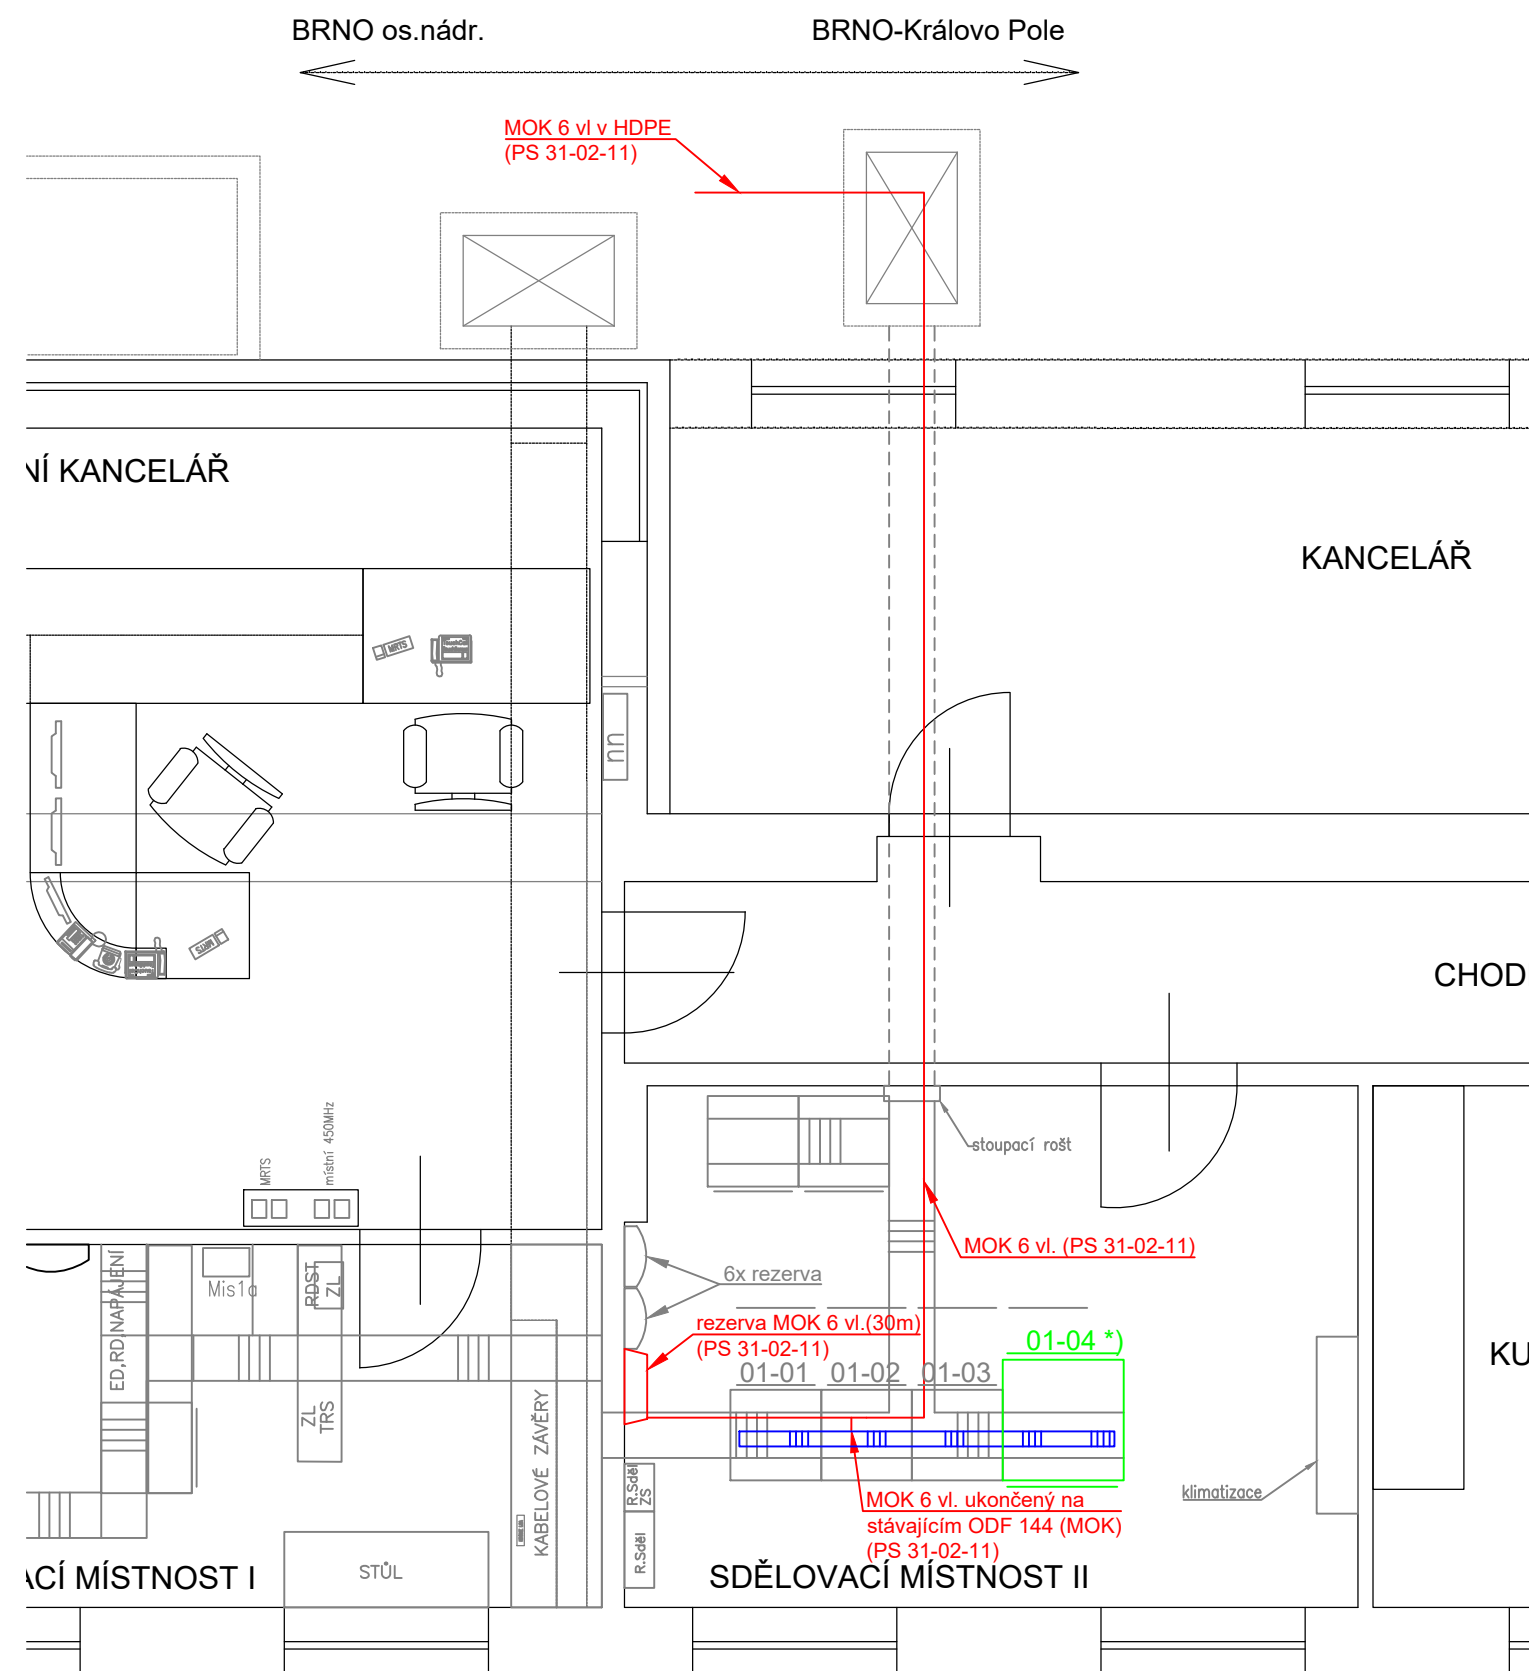 BRNO os.nádr.
BRNO-Královo Pole
MOK 6 vl v HDPE
(PS 31-02-11)
NÍ KANCELÁŘ
KANCELÁŘ
MRTS
nn
MRTS
CHOD
MRTS
místní 450MHz
stoupací rošt
MOK 6 vl. (PS 31-02-11)
ED,RD,NAPÁJENÍ
Mis1a
RDST
ZL
6x rezerva
rezerva MOK 6 vl.(30m)
(PS 31-02-11)
01-04 *)
KU
01-01
01-02
01-03
ZL
TRS
KABELOVÉ ZÁVĚRY
R.Sděl
ZS
klimatizace
MOK 6 vl. ukončený na
stávajícím ODF 144 (MOK)
(PS 31-02-11)
R.Sděl
STŮL
ACÍ MÍSTNOST I
SDĚLOVACÍ MÍSTNOST II